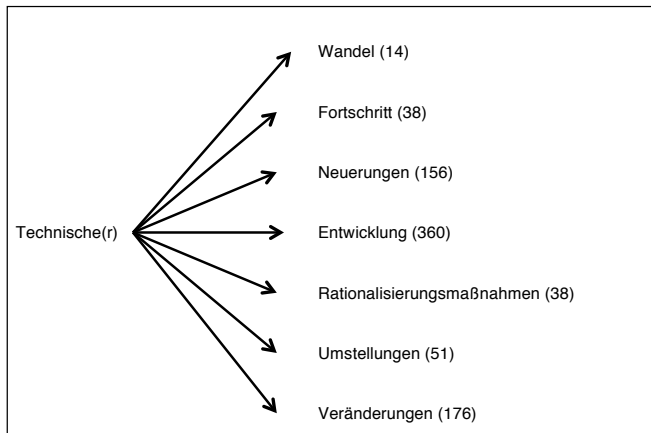 Wandel (14)
Fortschritt (38)
Neuerungen (156)
Technische(r)
Entwicklung (360)
Rationalisierungsmaßnahmen (38)
Umstellungen (51)
Veränderungen (176)